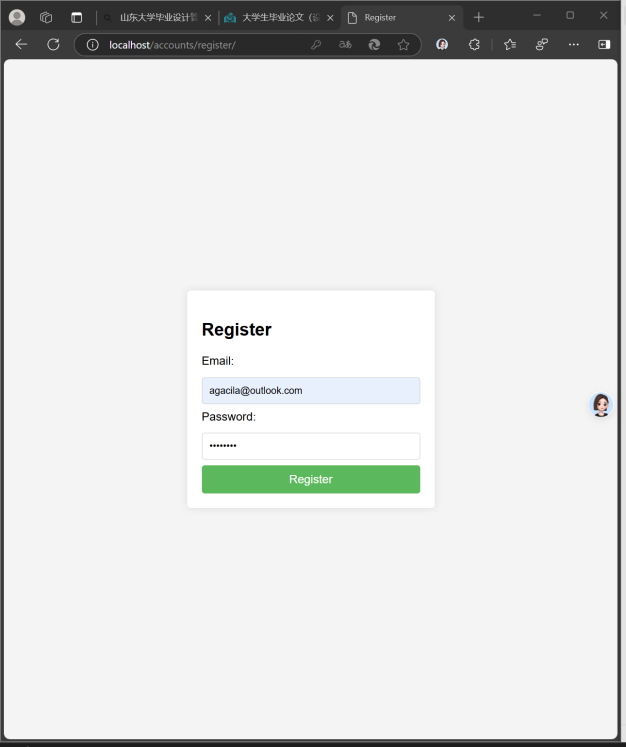 山东大学毕业设计
大学生毕业论文（
Register
localhost/accounts/register/
Register
Email:
agacila@outlook.com
Password:
Register